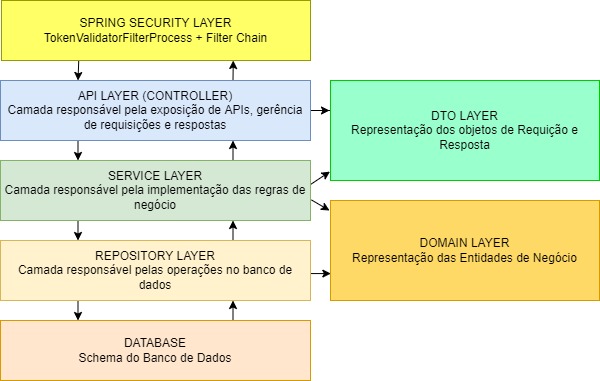 SPRING SECURITY LAYER
TokenValidatorFilterProcess + Filter Chain
API LAYER (CONTROLLER)
Camada responsável pela exposição de APIs, gerência
de requisições e respostas
DTO LAYER
Representação dos objetos de Requição e
Resposta
SERVICE LAYER
Camada responsável pela implementação das regras de
negócio
DOMAIN LAYER
Representação das Entidades de Negócio
REPOSITORY LAYER
Camada responsável pelas operações no banco de
dados
DATABASE
Schema do Banco de Dados